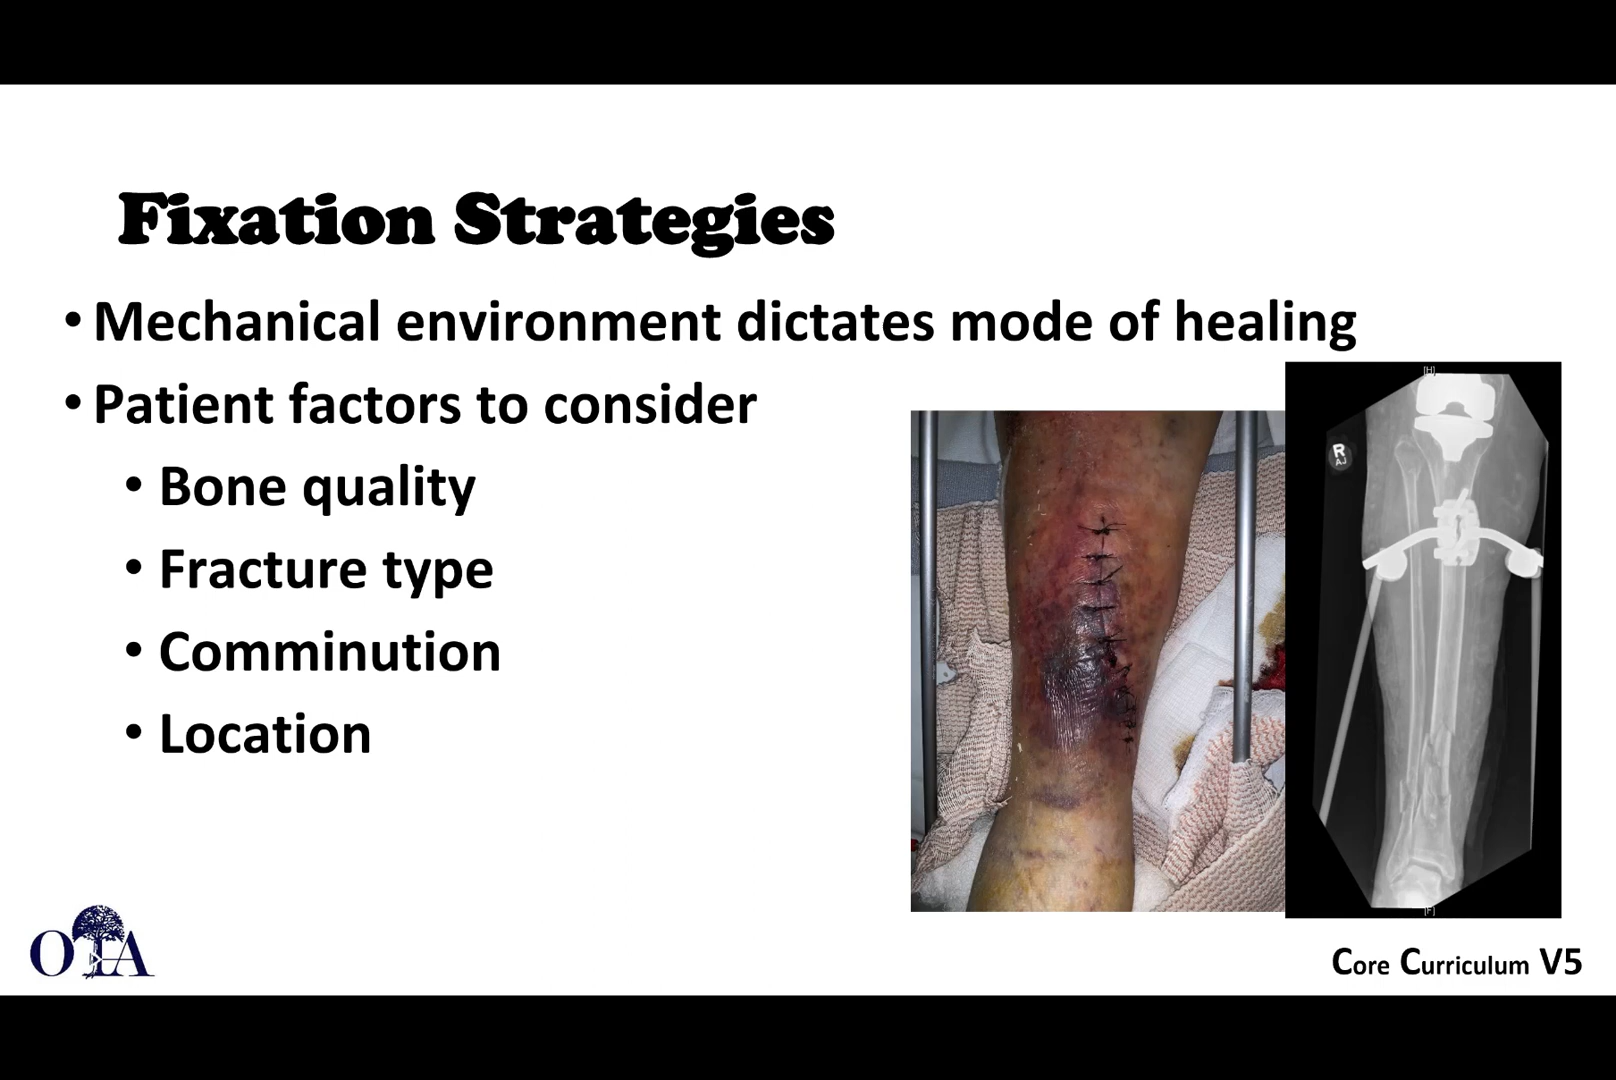 Fixation Strategies
• Mechanical environment dictates mode of healing
• Patient factors to consider
• Bone quality
• Fracture type
• Comminution
• Location
[H]
R
AJ
[F]
OTA
Core Curriculum V5